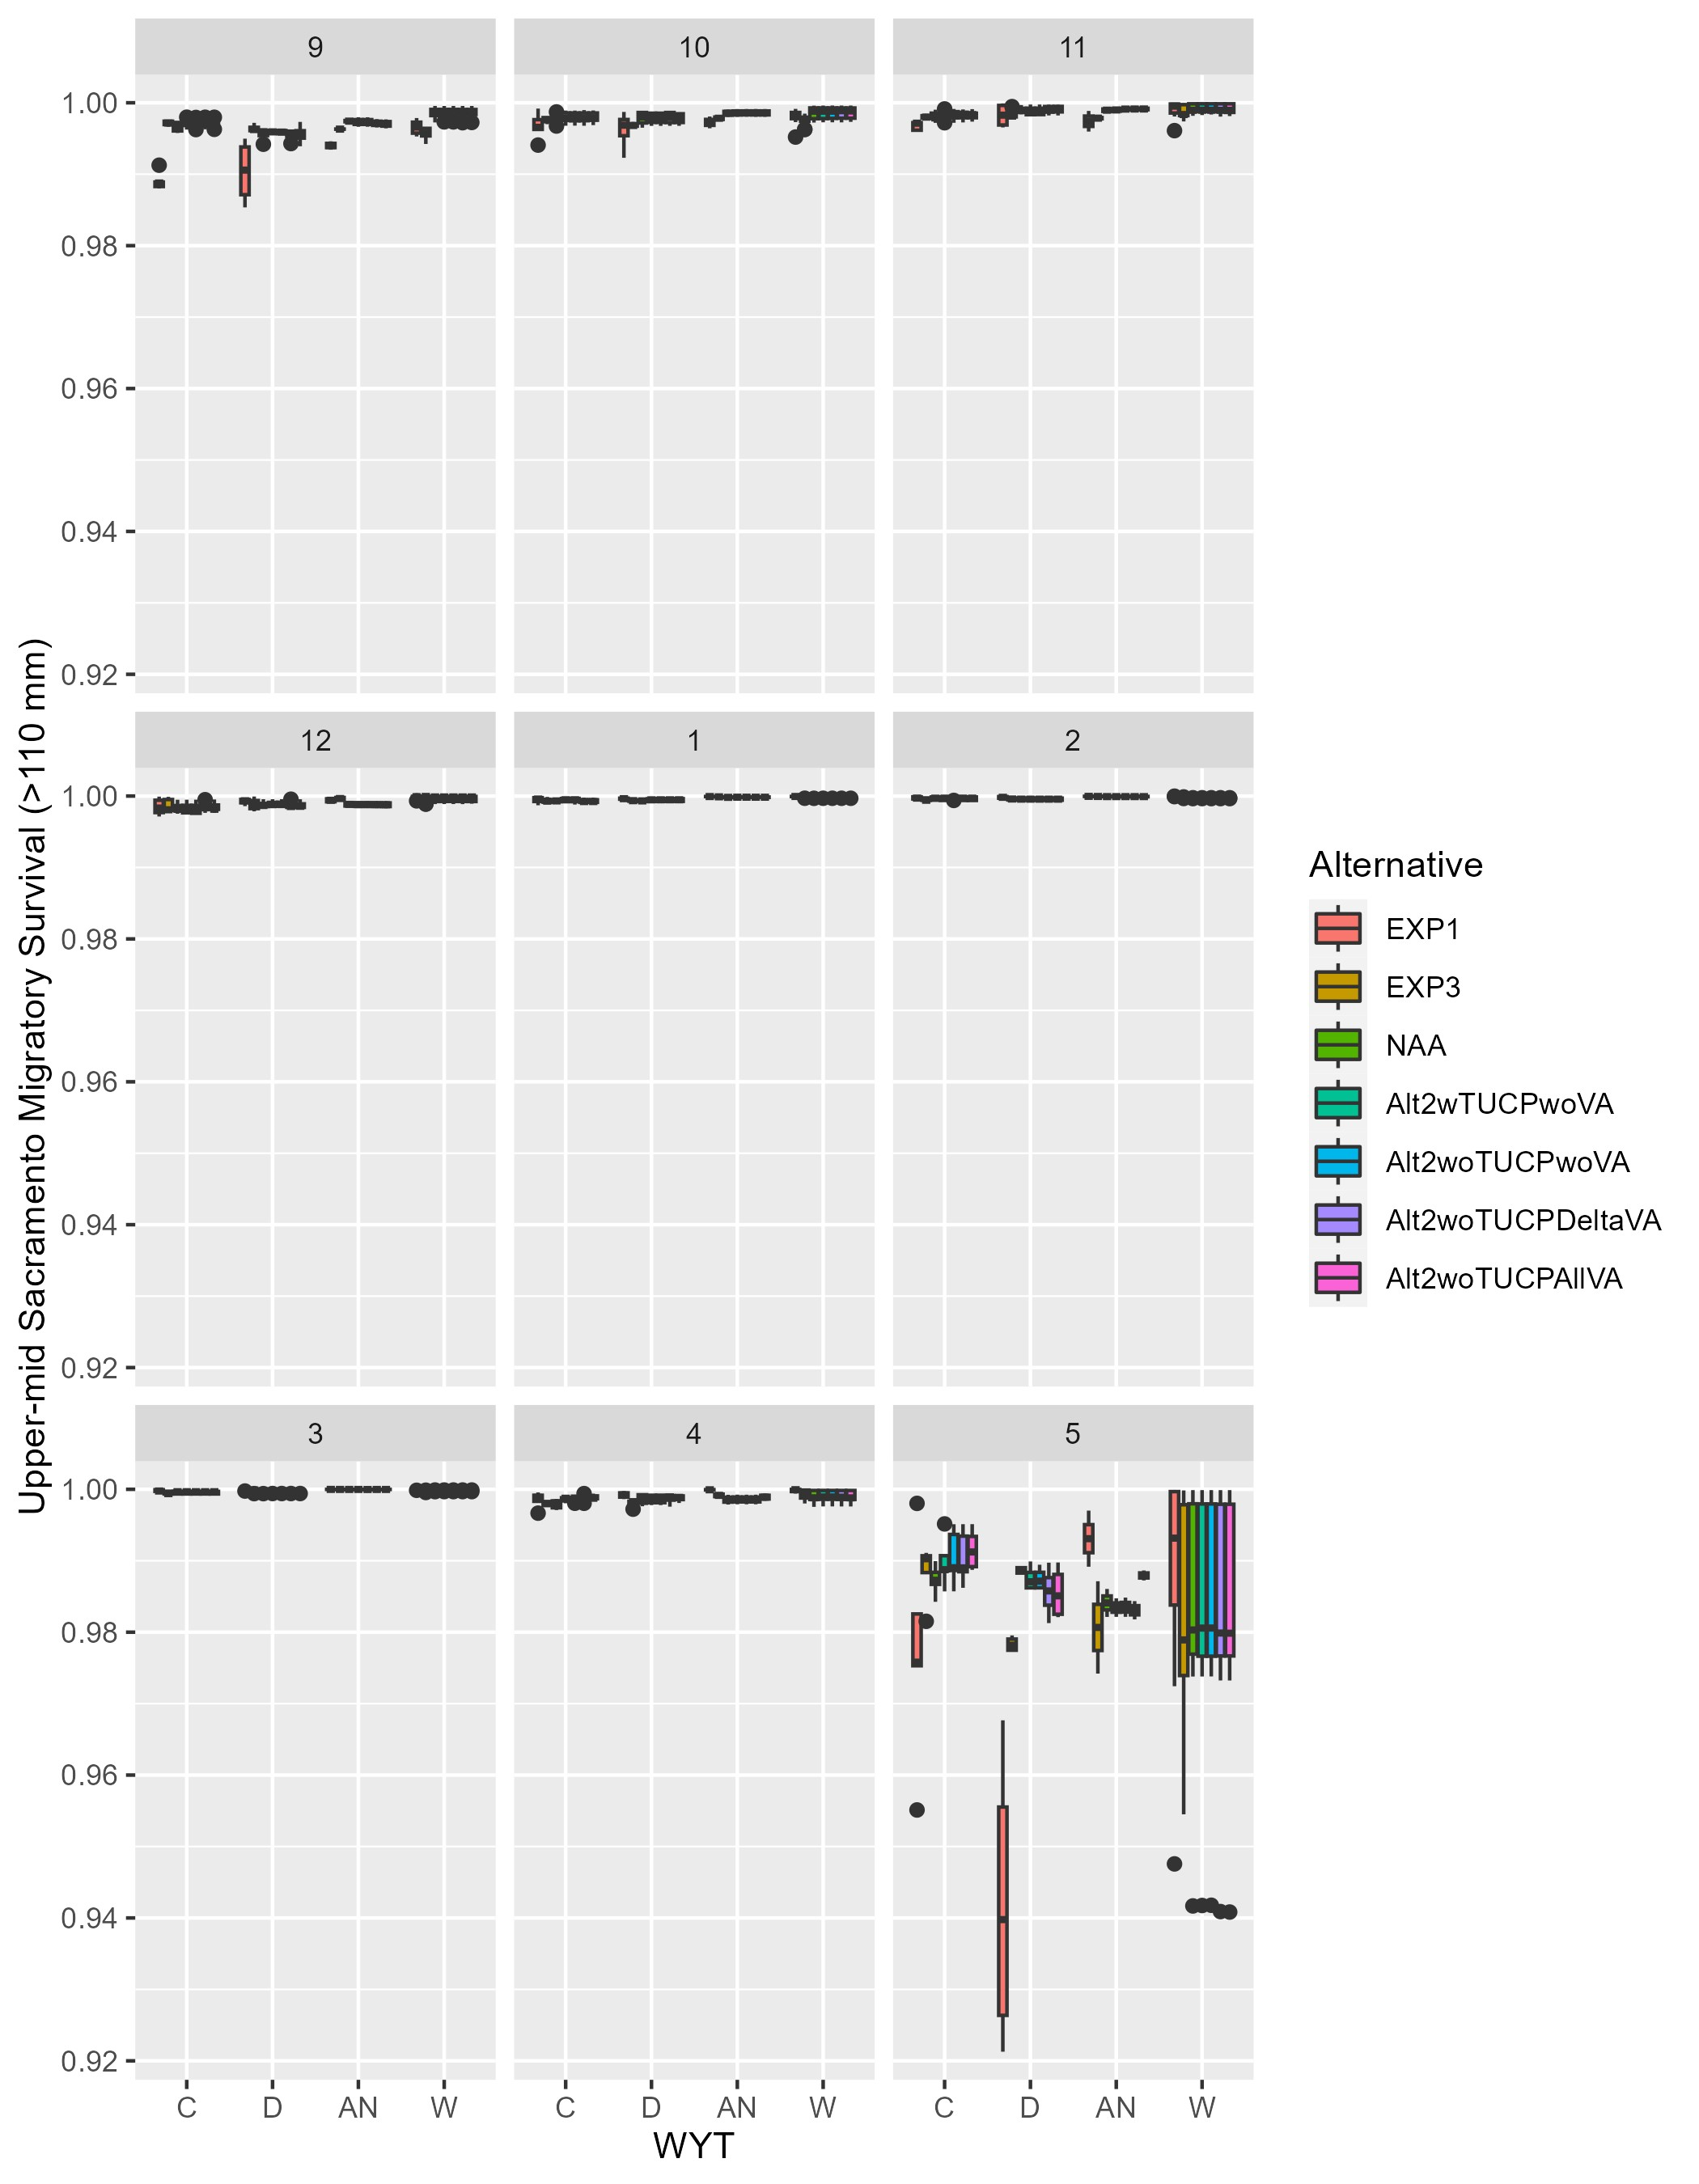 9
10
11
1.00
0.98
0.96
0.94
0.92
12
1
2
1.00
0.98
0.96
0.94
0.92
3
4
5
1.00
0.98
0.96
0.94
0.92
C D AN W
C D AN W
C D AN W
WYT
Upper-mid Sacramento Migratory Survival (>110 mm)
Alternative
EXP1
EXP3
NAA
Alt2wTUCPwoVA
Alt2woTUCPwoVA
Alt2woTUCPDeltaVA
Alt2woTUCPAllVA